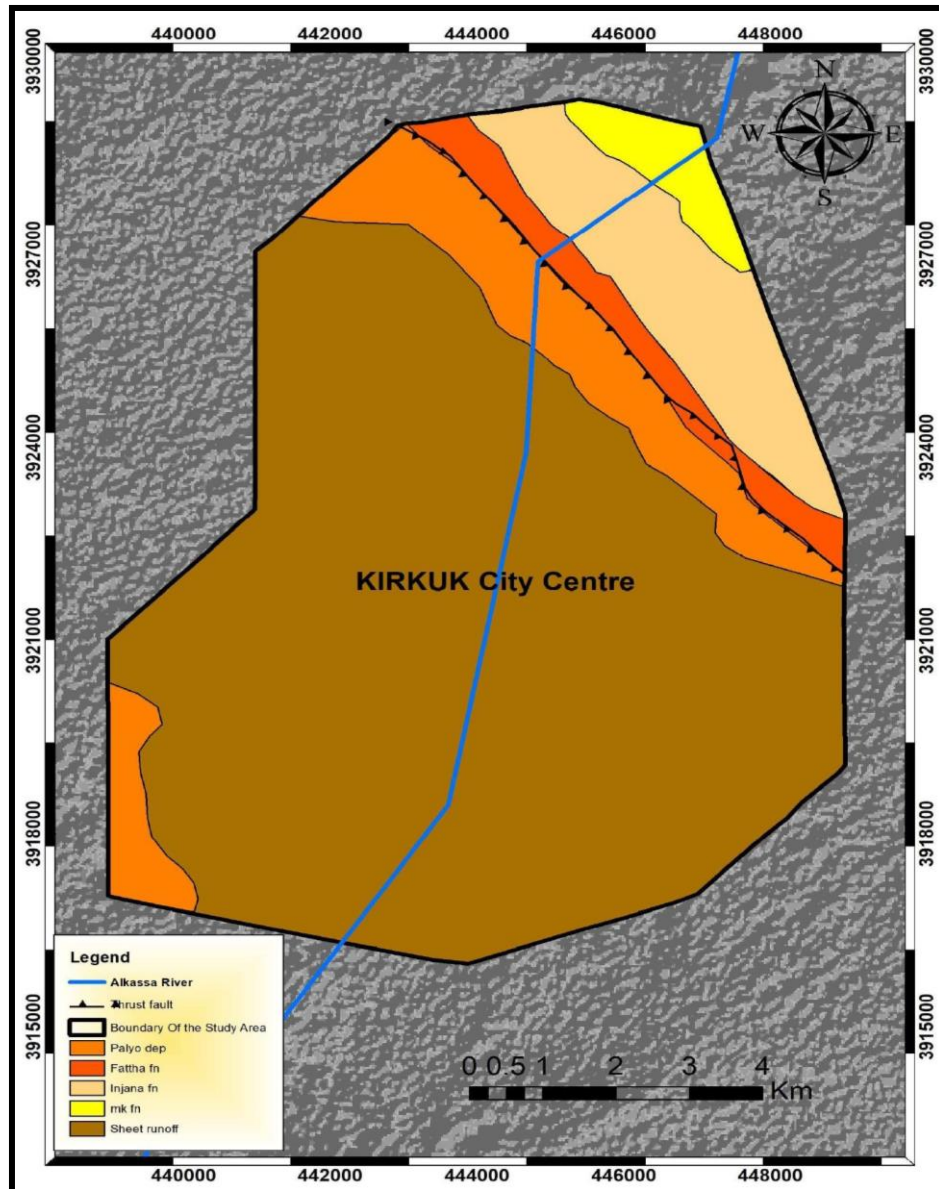 440000 442000 444000 446000 448000
3930000
3927000
3924000
3921000
3918000
3915000
N
W E
S
3930000
3927000
3924000
3921000
3918000
3915000
KIRKUK City Centre
Legend
Alkassa River
Thrust fault
Boundary Of the Study Area
Palyo dep
Fattha fn
Injana fn
mk fn
Sheet runoff
0 0.5 1 2 3 4
Km
440000 442000 444000 446000 448000